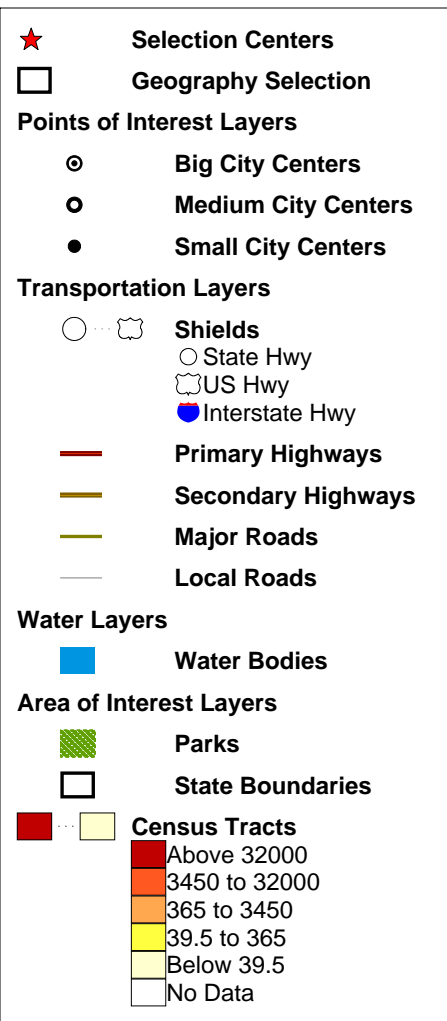 Selection Centers
Geography Selection
Points of Interest Layers
Big City Centers
Medium City Centers
Small City Centers
Transportation Layers
Shields
State Hwy
US Hwy
Interstate Hwy
Primary Highways
Secondary Highways
Major Roads
Local Roads
Water Layers
Water Bodies
Area of Interest Layers
Parks
State Boundaries
Census Tracts
Above 32000
3450 to 32000
365 to 3450
39.5 to 365
Below 39.5
No Data